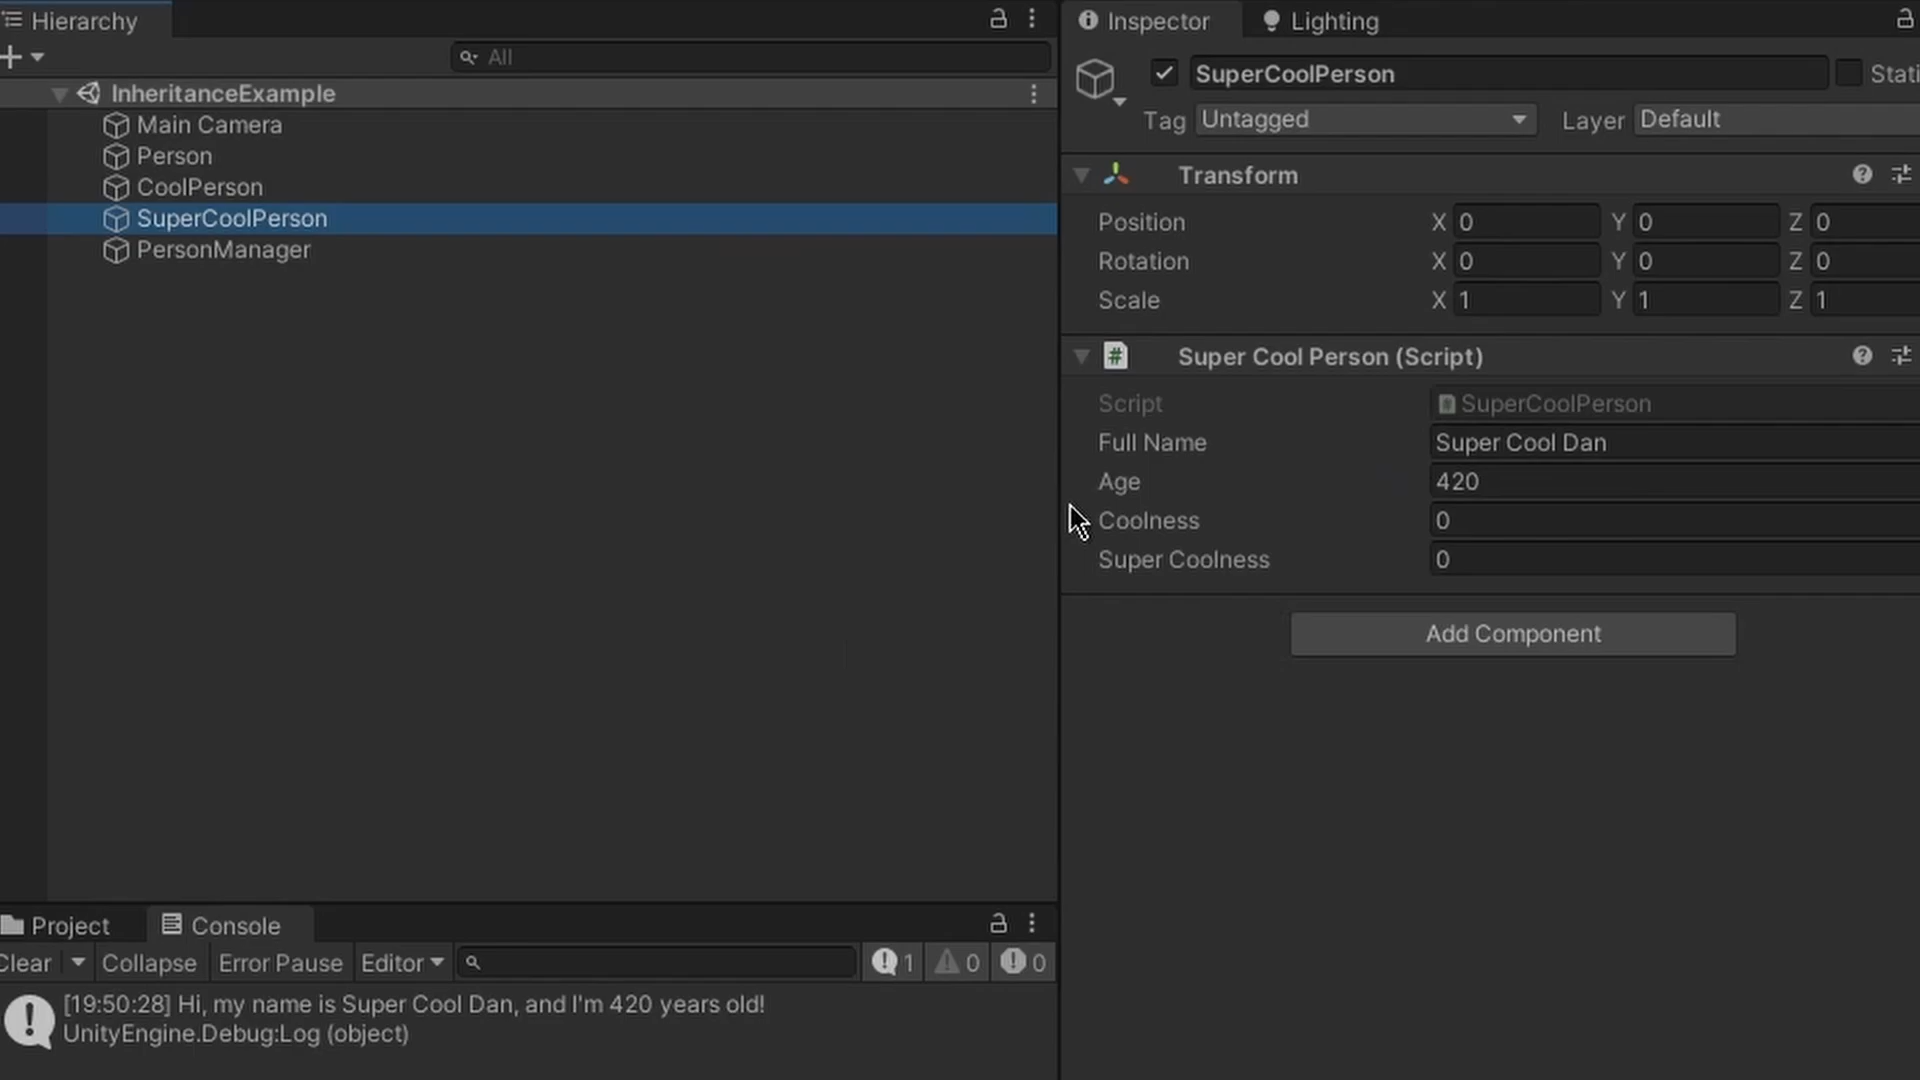 Hierarchy
All
InheritanceExample
Main Camera
Person
CoolPerson
SuperCoolPerson
PersonManager
Inspector
Lighting
SuperCoolPerson
Stati
Tag Untagged Layer Default
Transform
Position X 0 Y 0 Z 0
Rotation X 0 Y 0 Z 0
Scale X 1 Y 1 Z 1
# Super Cool Person (Script)
Script SuperCoolPerson
Full Name Super Cool Dan
Age 420
Coolness 0
Super Coolness 0
Add Component
Project Console
Clear Collapse Error Pause Editor 1 0 0
[19:50:28] Hi, my name is Super Cool Dan, and I'm 420 years old!
UnityEngine.Debug:Log (object)